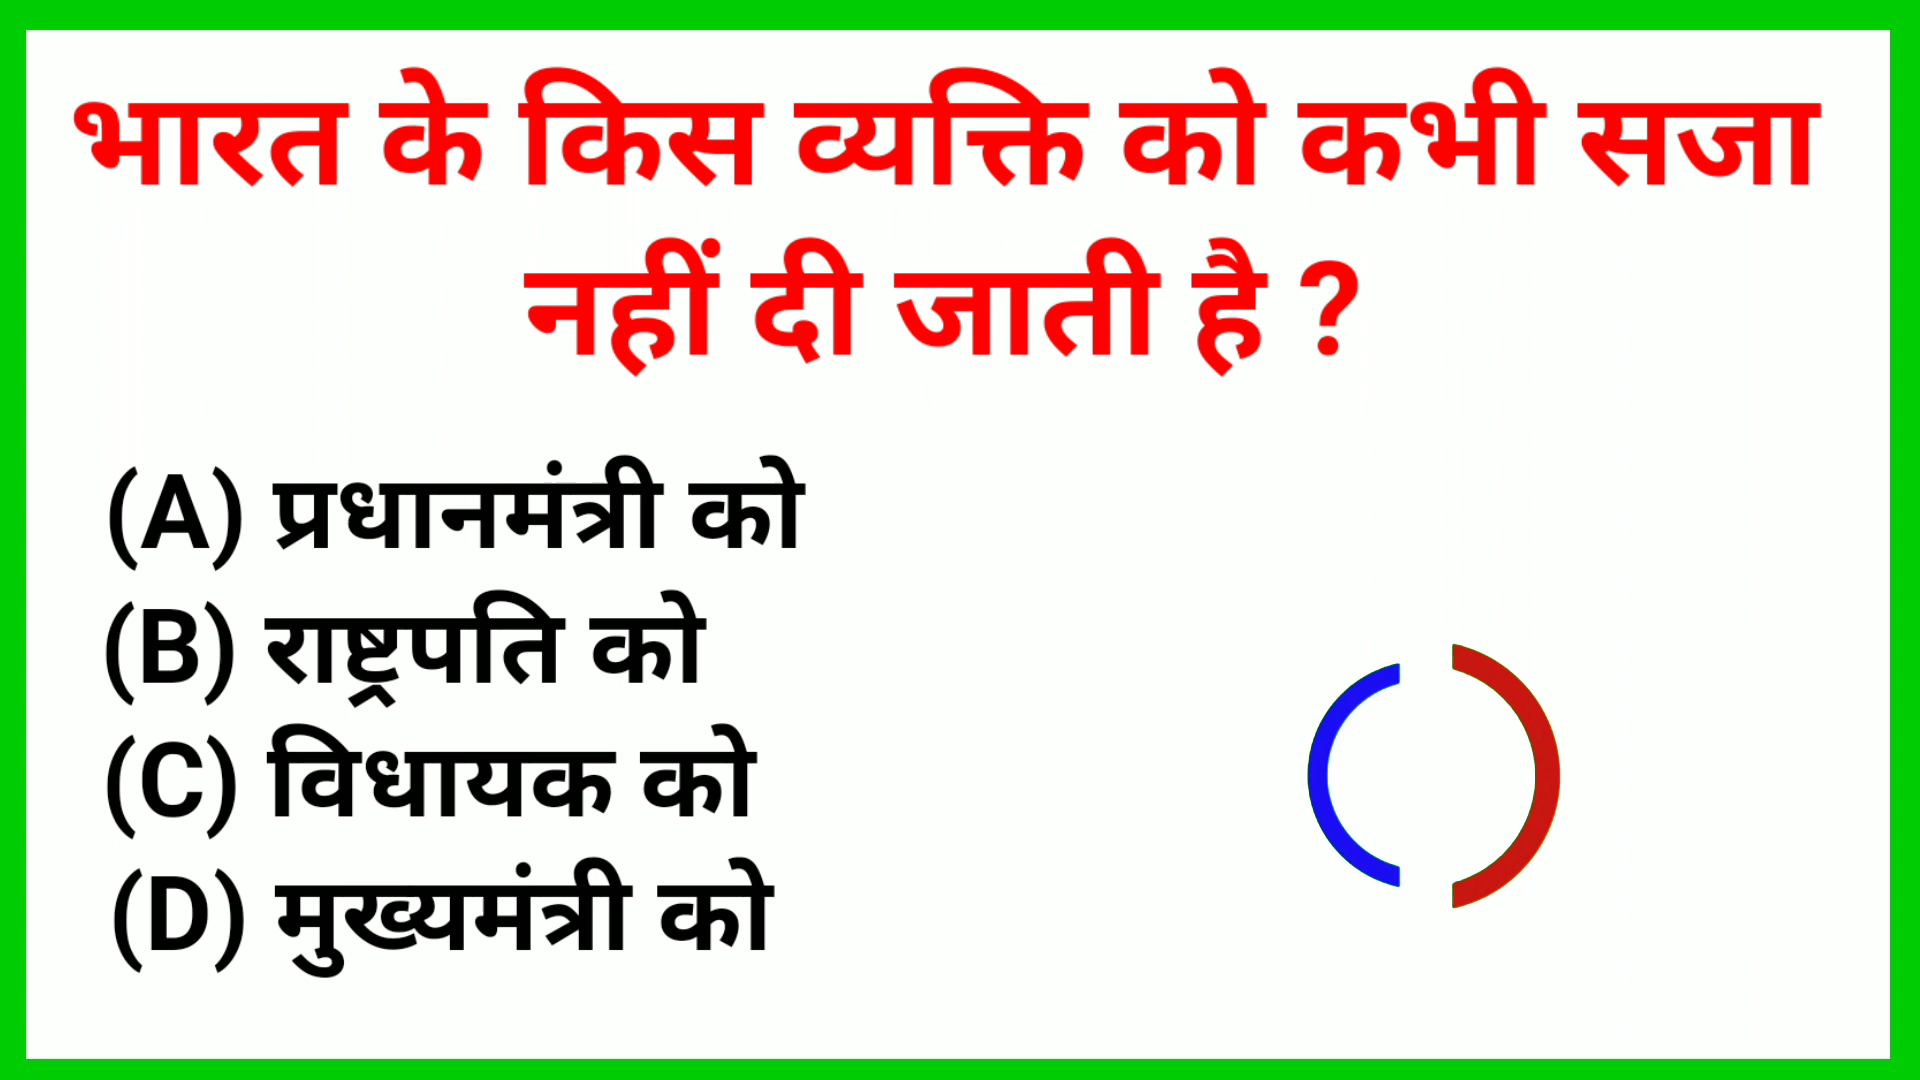 भारत के किस व्यक्ति को कभी सजा
नहीं दी जाती है ?
(A) प्रधानमंत्री को
(B) राष्ट्रपति को
(C) विधायक को
(D) मुख्यमंत्री को